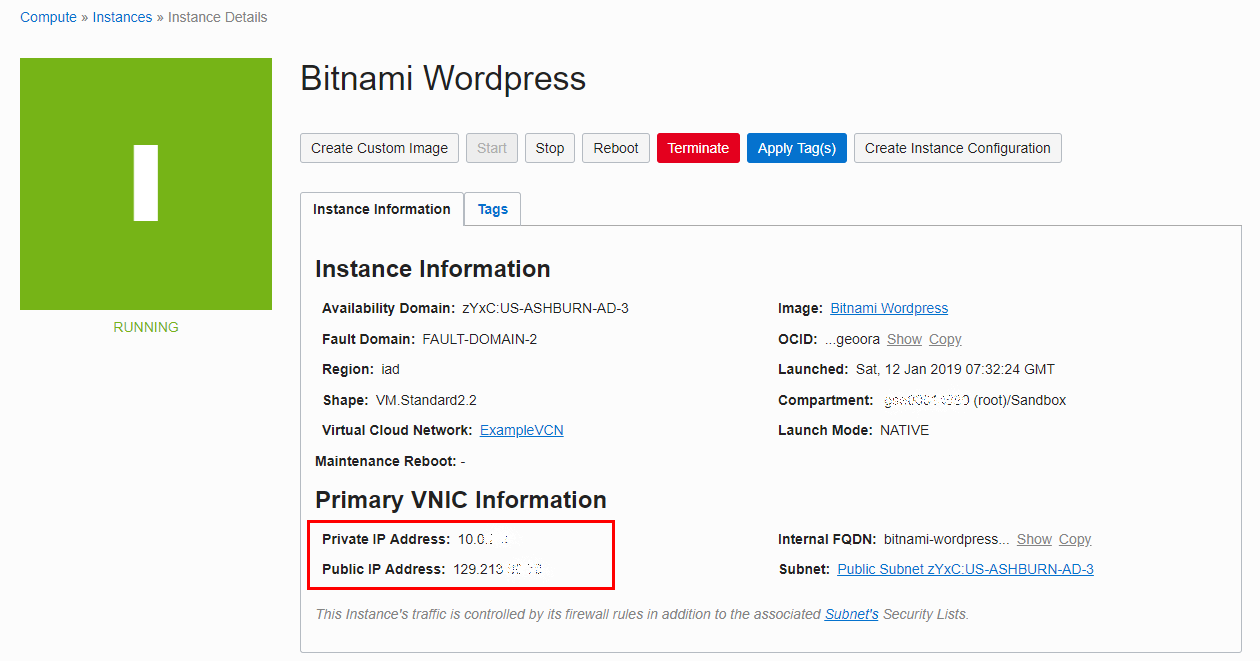 Compute » Instances » Instance Details
Bitnami Wordpress
Create Custom Image Start Stop Reboot Terminate Apply Tag(s) Create Instance Configuration
Instance Information Tags
I
RUNNING
Instance Information
Availability Domain: zYxC:US-ASHBURN-AD-3
Fault Domain: FAULT-DOMAIN-2
Region: iad
Shape: VM.Standard2.2
Virtual Cloud Network: ExampleVCN
Maintenance Reboot: -
Image: Bitnami Wordpress
OCID: ...geoora Show Copy
Launched: Sat, 12 Jan 2019 07:32:24 GMT
Compartment: (root)/Sandbox
Launch Mode: NATIVE
Primary VNIC Information
Private IP Address: 10.0.
Public IP Address: 129.213
Internal FQDN: bitnami-wordpress... Show Copy
Subnet: Public Subnet zYxC:US-ASHBURN-AD-3
This Instance's traffic is controlled by its firewall rules in addition to the associated Subnet's Security Lists.